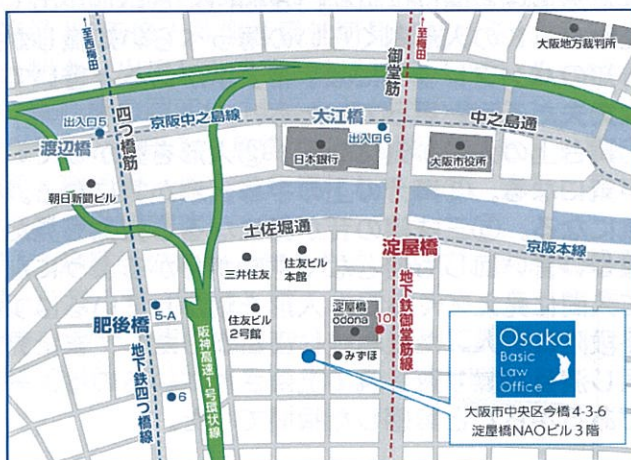 ↑至西梅田
↑至梅田
大阪地方裁判所
四つ橋筋
御堂筋
出入口5
京阪中之島線
大江橋
中之島通
渡辺橋
出入口6
日本銀行
大阪市役所
朝日新聞ビル
土佐堀通
淀屋橋
京阪本線
三井住友
住友ビル
本館
5-A
肥後橋
住友ビル
2号館
淀屋橋
odona
10
地下鉄御堂筋線
みずほ
阪神高速1号環状線
地下鉄四つ橋線
6
Osaka
Basic
Law
Office
大阪市中央区今橋4-3-6
淀屋橋NAOビル3階